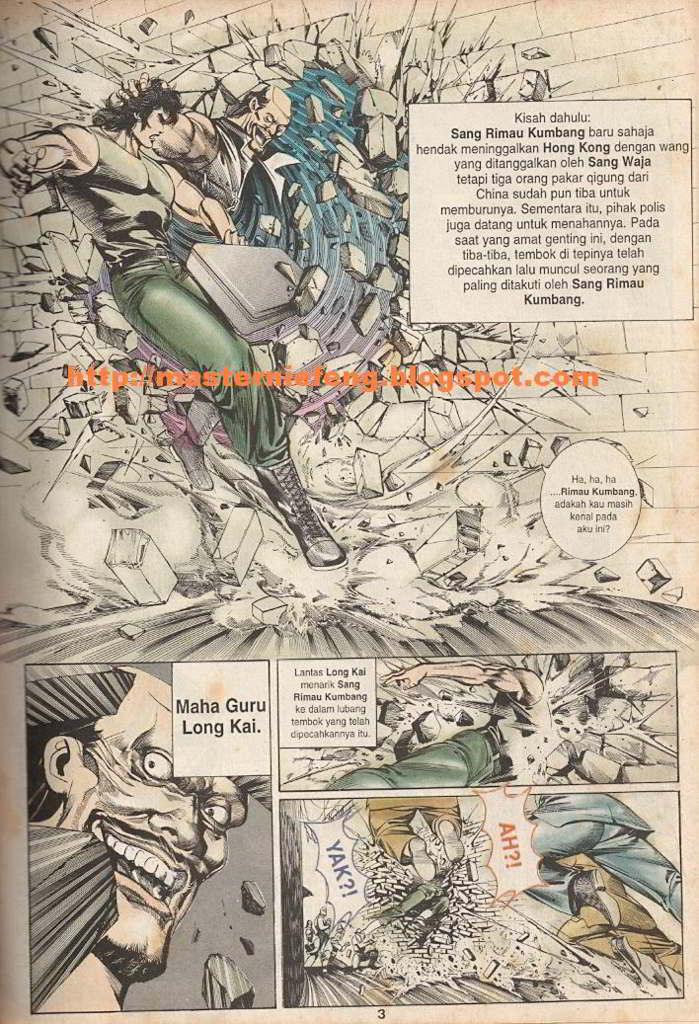 Kisah dahulu:
Sang Rimau Kumbang baru sahaja
hendak meninggalkan Hong Kong dengan wang
yang ditanggalkan oleh Sang Waja
tetapi tiga orang pakar qigung dari
China sudah pun tiba untuk
memburunya. Sementara itu, pihak polis
juga datang untuk menahannya. Pada
saat yang amat genting ini, dengan
tiba-tiba, tembok di tepinya telah
dipecahkan lalu muncul seorang yang
paling ditakuti oleh Sang Rimau
Kumbang.
http://masterniefeng.blogspot.com
Ha, ha, ha
....Rimau Kumbang.
adakah kau masih
kenal pada
aku ini?
Maha Guru
Long Kai.
Lantas Long Kai
menarik Sang
Rimau Kumbang
ke dalam lubang
tembok yang telah
dipecahkannya itu.
YAK?!
AH?!
3